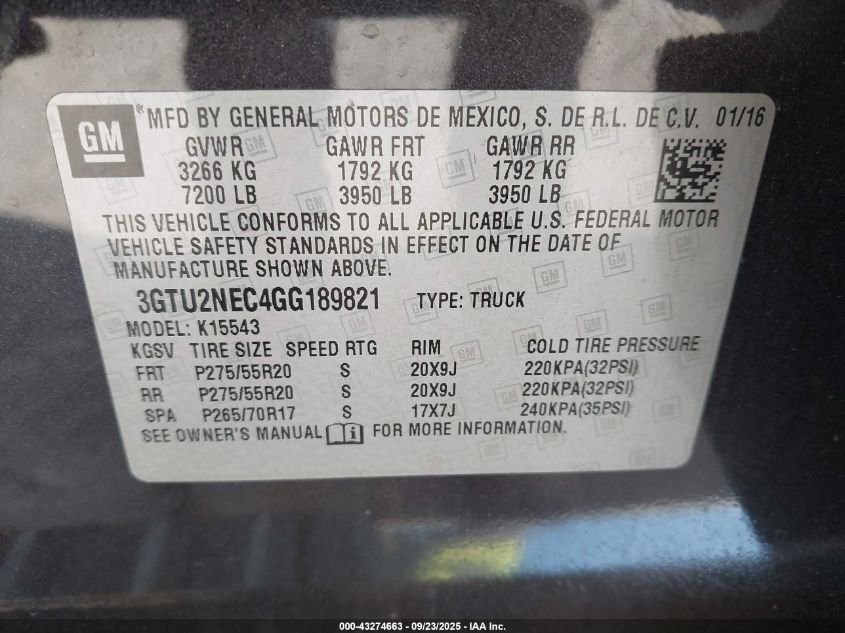 GM ® MFD BY GENERAL MOTORS DE MEXICO, S. DE R.L. DE C.V. 01/16
GVWR GAWR FRT GAWR RR
3266 KG 1792 KG 1792 KG
7200 LB 3950 LB 3950 LB
THIS VEHICLE CONFORMS TO ALL APPLICABLE U.S. FEDERAL MOTOR
VEHICLE SAFETY STANDARDS IN EFFECT ON THE DATE OF
MANUFACTURE SHOWN ABOVE.
3GTU2NEC4GG189821 TYPE: TRUCK
MODEL: K15543
KGSV TIRE SIZE SPEED RTG RIM COLD TIRE PRESSURE
FRT P275/55R20 S 20X9J 220KPA(32PSI)
RR P275/55R20 S 20X9J 220KPA(32PSI)
SPA P265/70R17 S 17X7J 240KPA(35PSI)
SEE OWNER'S MANUAL FOR MORE INFORMATION.
000-43274663 - 09/23/2025 - IAA Inc.